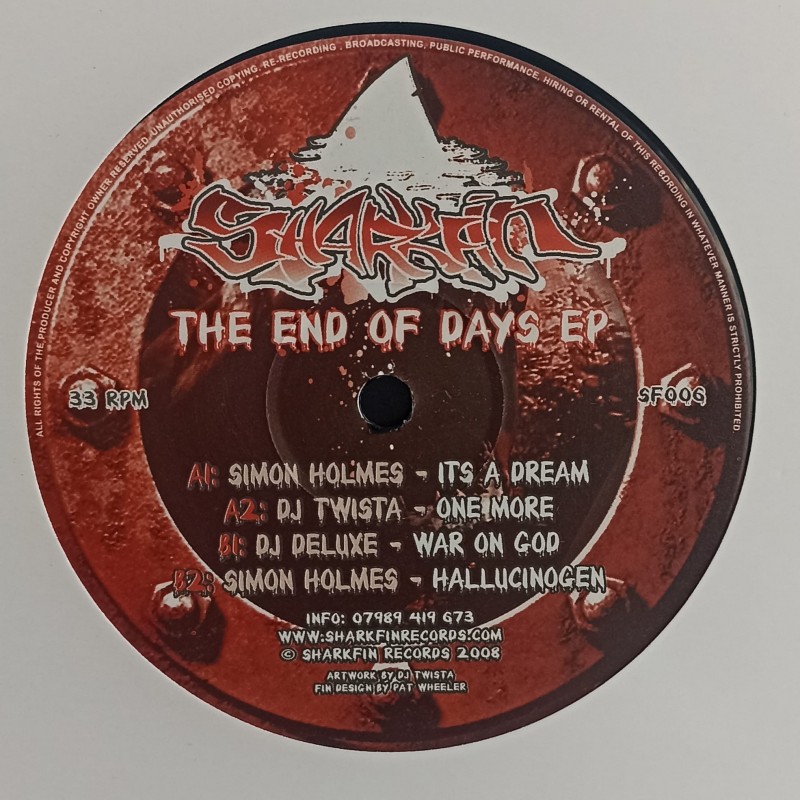 ALL RIGHTS OF THE PRODUCER AND COPYRIGHT OWNER RESERVED. UNAUTHORISED COPYING, RE-RECORDING , BROADCASTING, PUBLIC PERFORMANCE, HIRING OR RENTAL OF THIS RECORDING IN WHATEVER MANNER IS STRICTLY PROHIBITED.
SHARKFIN
THE END OF DAYS EP
33 RPM
SF006
A1: SIMON HOLMES - ITS A DREAM
A2: DJ TWISTA - ONE MORE
B1: DJ DELUXE - WAR ON GOD
B2: SIMON HOLMES - HALLUCINOGEN
INFO: 07989 419 673
WWW.SHARKFINRECORDS.COM
© SHARKFIN RECORDS 2008
ARTWORK BY DJ TWISTA
FIN DESIGN BY PAT WHEELER